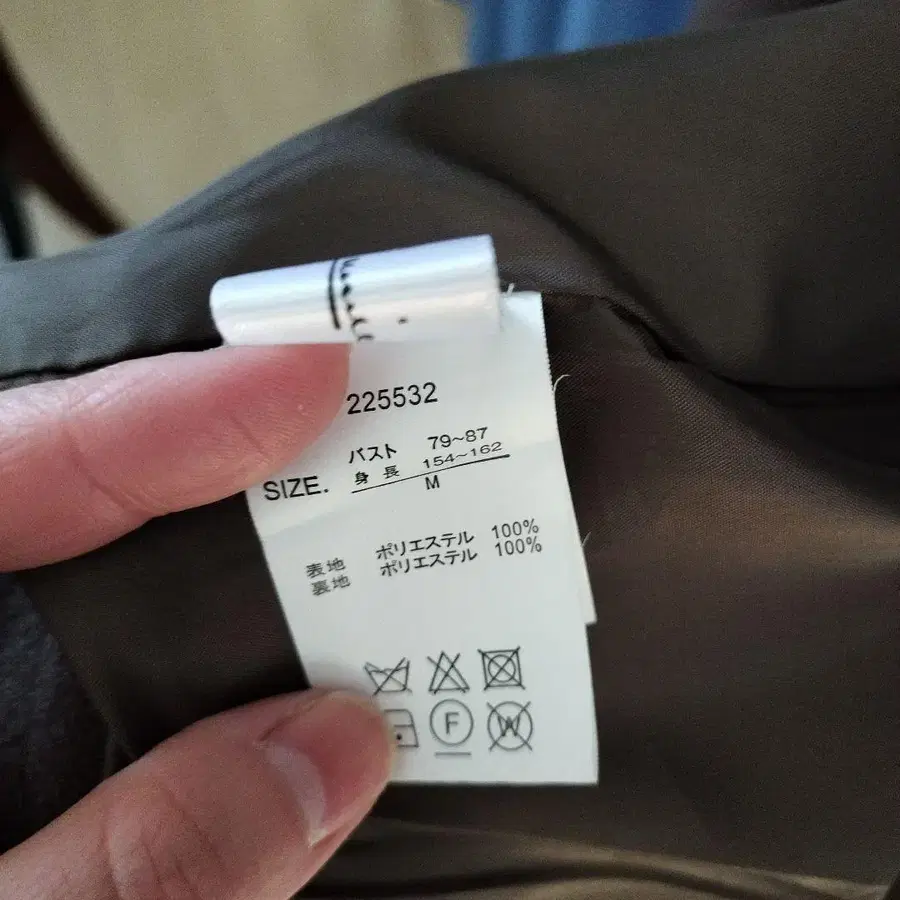 225532
バスト 79~87
SIZE. 身長 154~162
M
表地 ポリエステル 100%
裏地 ポリエステル 100%
F W